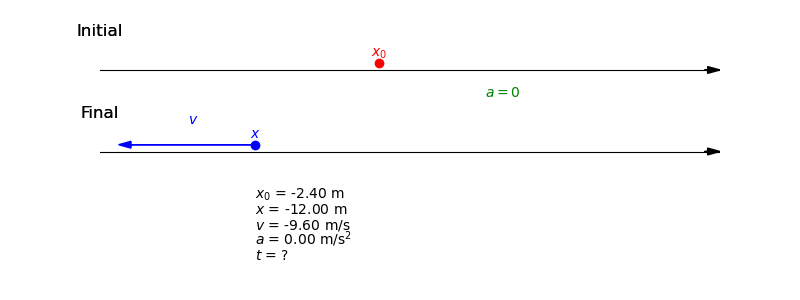 Initial
x₀
a = 0
Final
v
x
x₀ = -2.40 m
x = -12.00 m
v = -9.60 m/s
a = 0.00 m/s²
t = ?